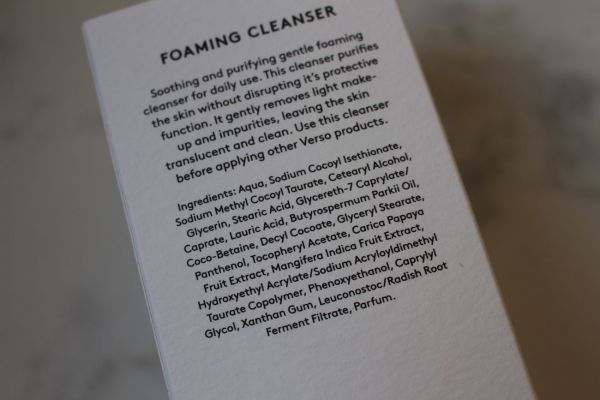 FOAMING CLEANSER
Soothing and purifying gentle foaming
cleanser for daily use. This cleanser purifies
the skin without disrupting it's protective
function. It gently removes light make-
up and impurities, leaving the skin
translucent and clean. Use this cleanser
before applying other Verso products.
Ingredients: Aqua, Sodium Cocoyl Isethionate,
Sodium Methyl Cocoyl Taurate, Cetearyl Alcohol,
Glycerin, Stearic Acid, Glycereth-7 Caprylate/
Caprate, Lauric Acid, Butyrospermum Parkii Oil,
Coco-Betaine, Decyl Cocoate, Glyceryl Stearate,
Panthenol, Tocopheryl Acetate, Carica Papaya
Fruit Extract, Mangifera Indica Fruit Extract,
Hydroxyethyl Acrylate/Sodium Acryloyldimethyl
Taurate Copolymer, Phenoxyethanol, Caprylyl
Glycol, Xanthan Gum, Leuconostoc/Radish Root
Ferment Filtrate, Parfum.